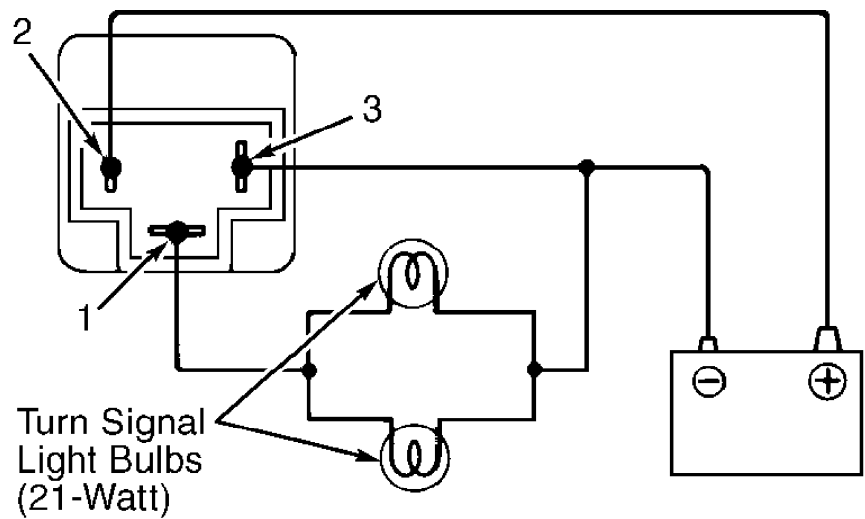 2
3
1
Turn Signal
Light Bulbs
(21-Watt)
− +